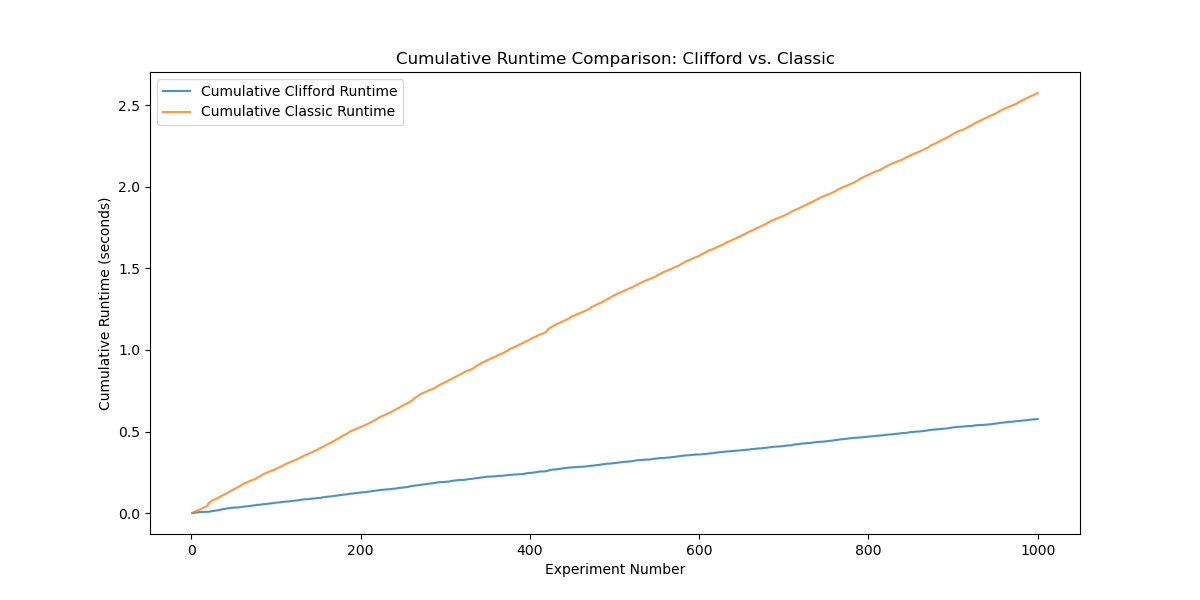 Cumulative Runtime Comparison: Clifford vs. Classic
Cumulative Clifford Runtime
Cumulative Classic Runtime
Cumulative Runtime (seconds)
2.5
2.0
1.5
1.0
0.5
0.0
0 200 400 600 800 1000
Experiment Number